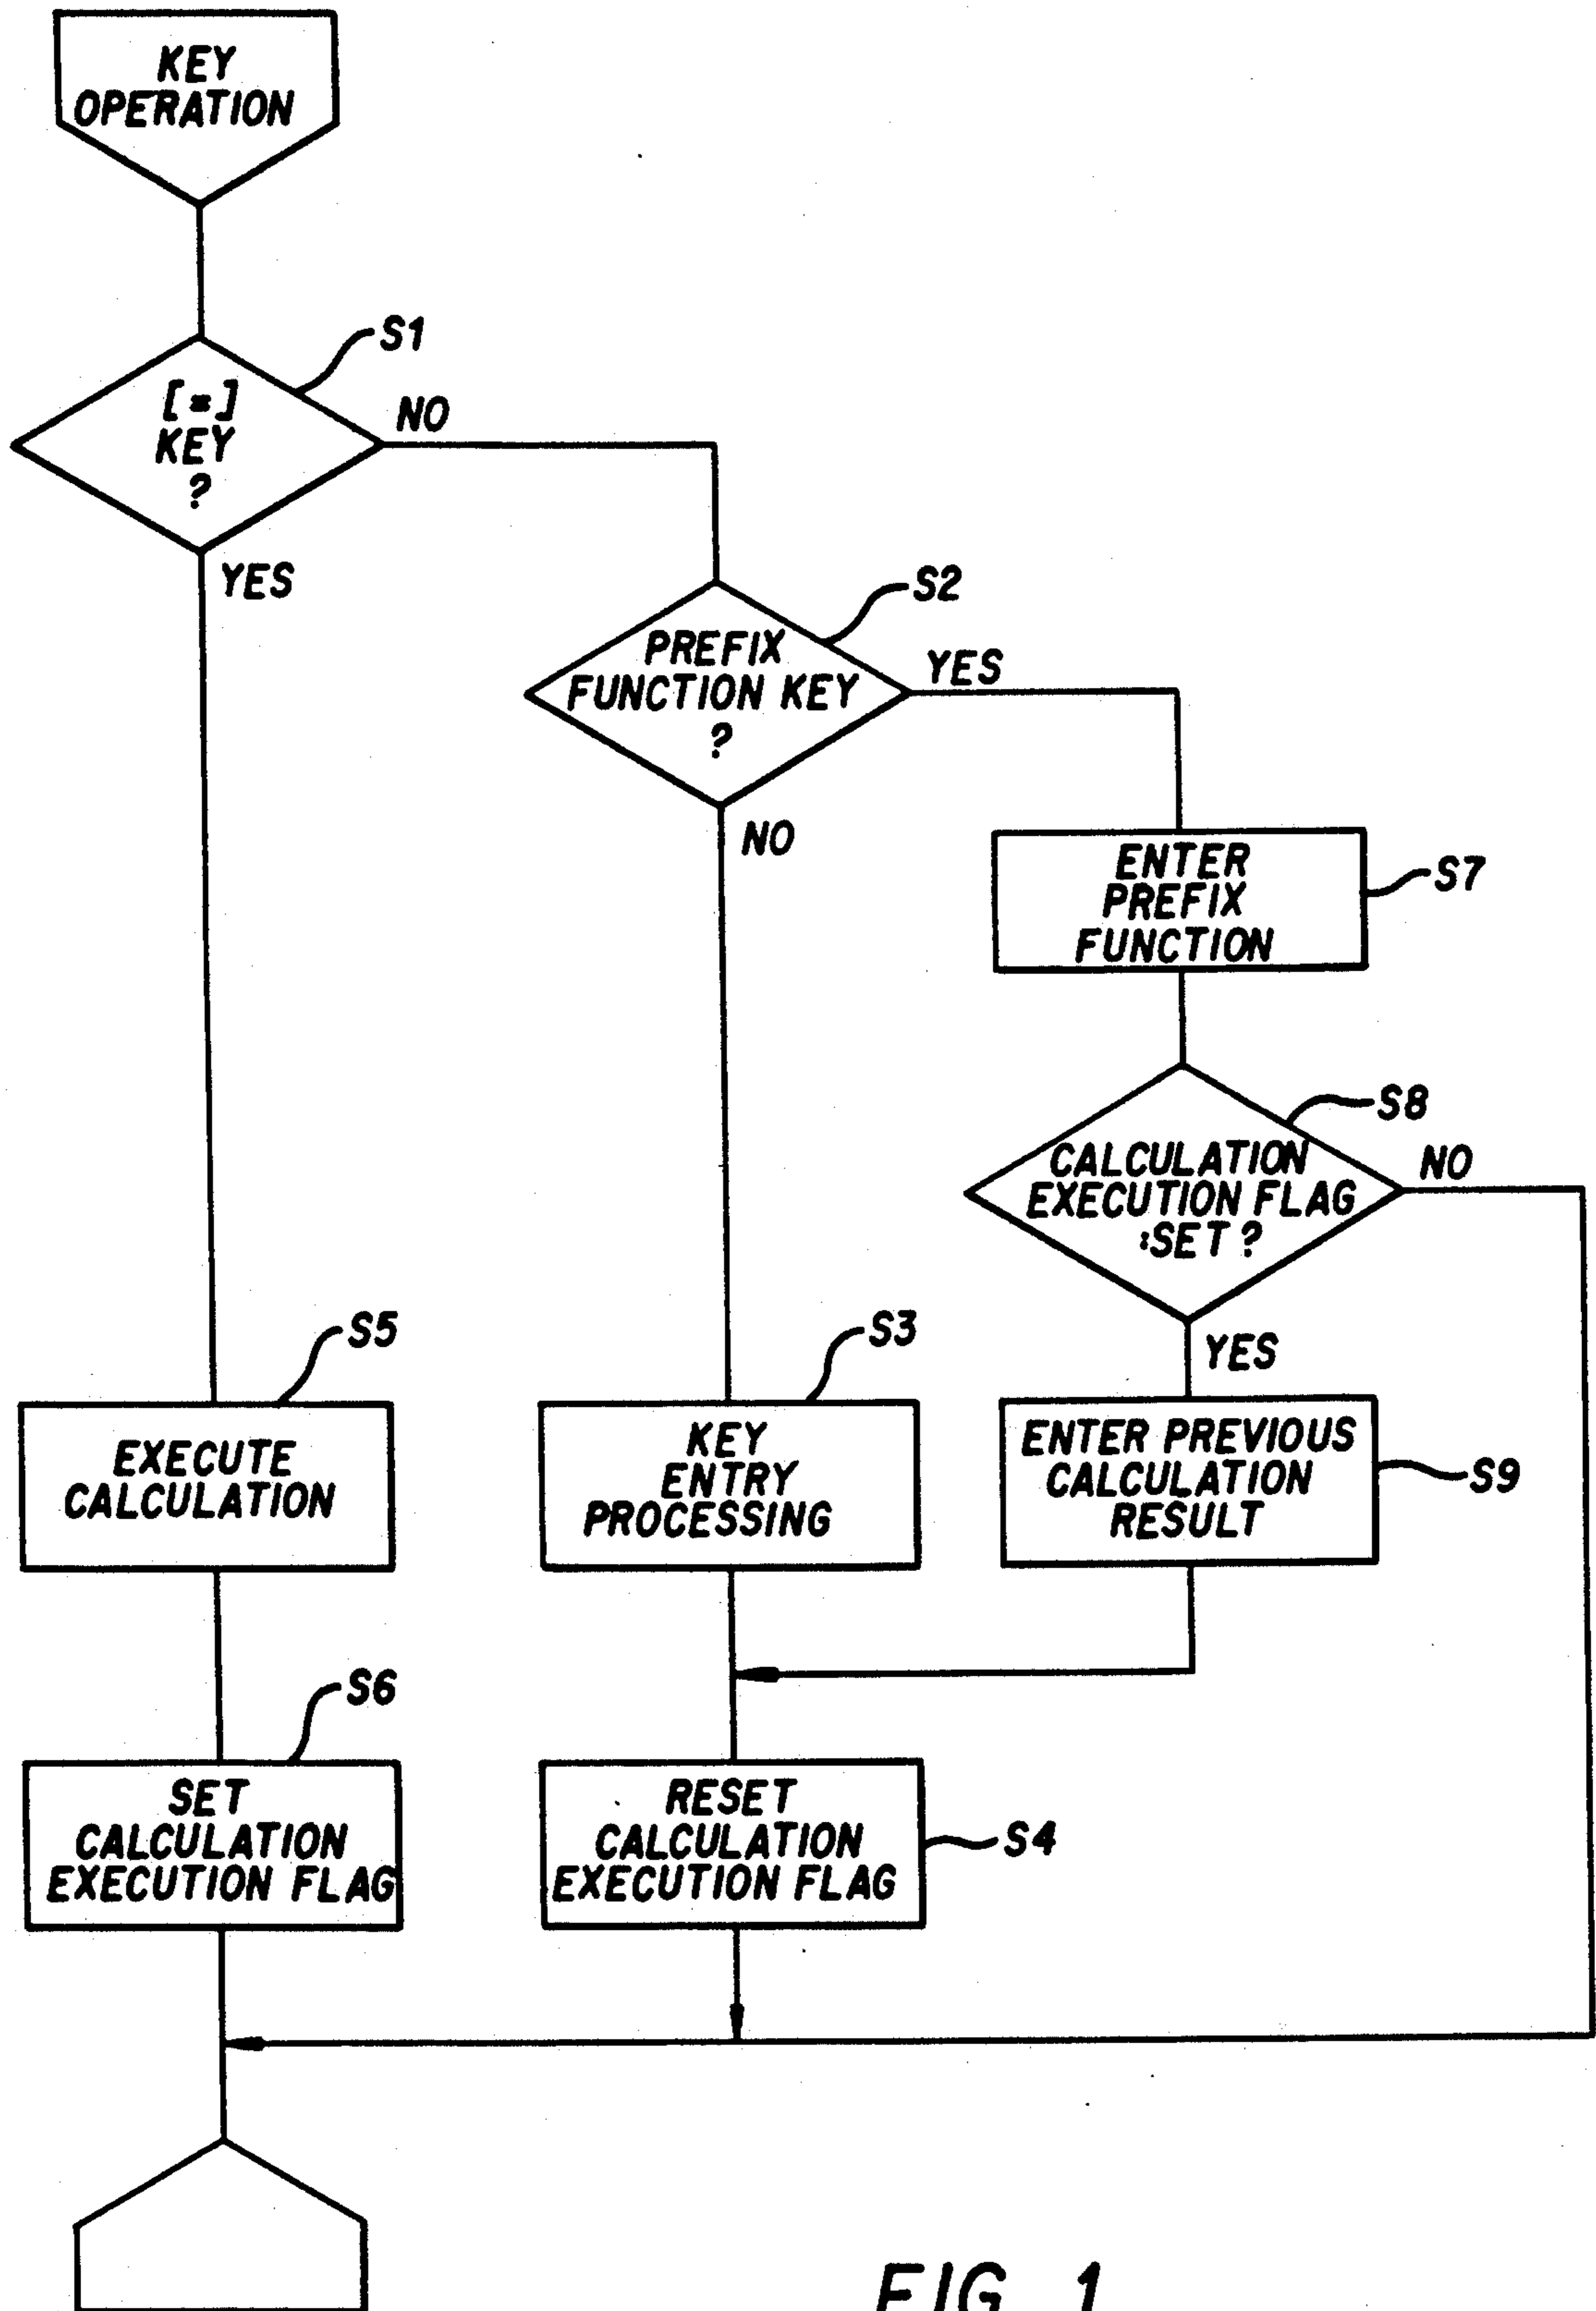 KEY
OPERATION
S1
[=]
KEY
?
NO
YES
S2
PREFIX
FUNCTION KEY
?
YES
NO
ENTER
PREFIX
FUNCTION
S7
S8
CALCULATION
EXECUTION FLAG
:SET ?
NO
YES
S5
EXECUTE
CALCULATION
S3
KEY
ENTRY
PROCESSING
ENTER PREVIOUS
CALCULATION
RESULT
S9
S6
SET
CALCULATION
EXECUTION FLAG
RESET
CALCULATION
EXECUTION FLAG
S4
FIG. 1